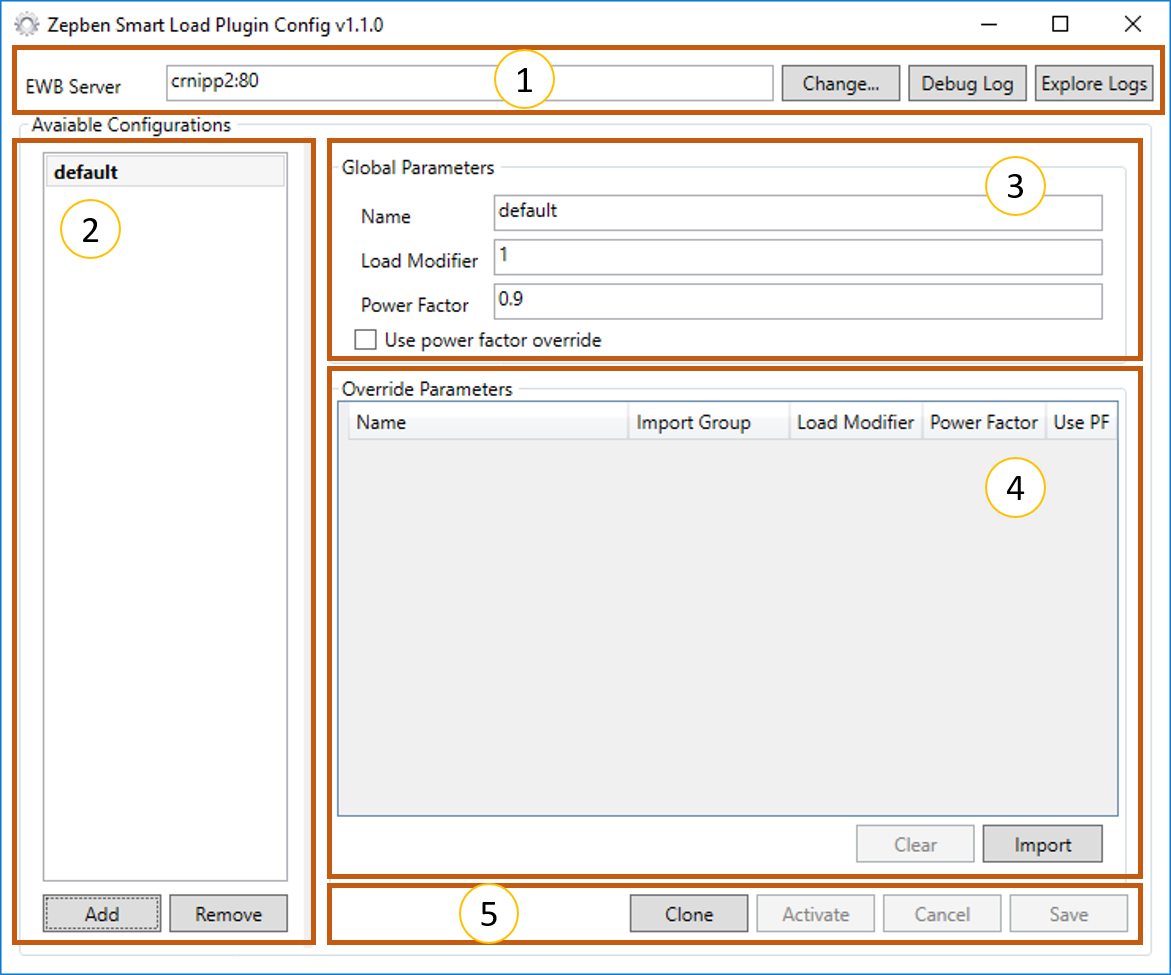 Zepben Smart Load Plugin Config v1.1.0
EWB Server crnipp2:80 1 Change... Debug Log Explore Logs
Avaiable Configurations
default
2
Add Remove
Global Parameters
3
Name default
Load Modifier 1
Power Factor 0.9
Use power factor override
Override Parameters
Name Import Group Load Modifier Power Factor Use PF
4
Clear Import
5 Clone Activate Cancel Save